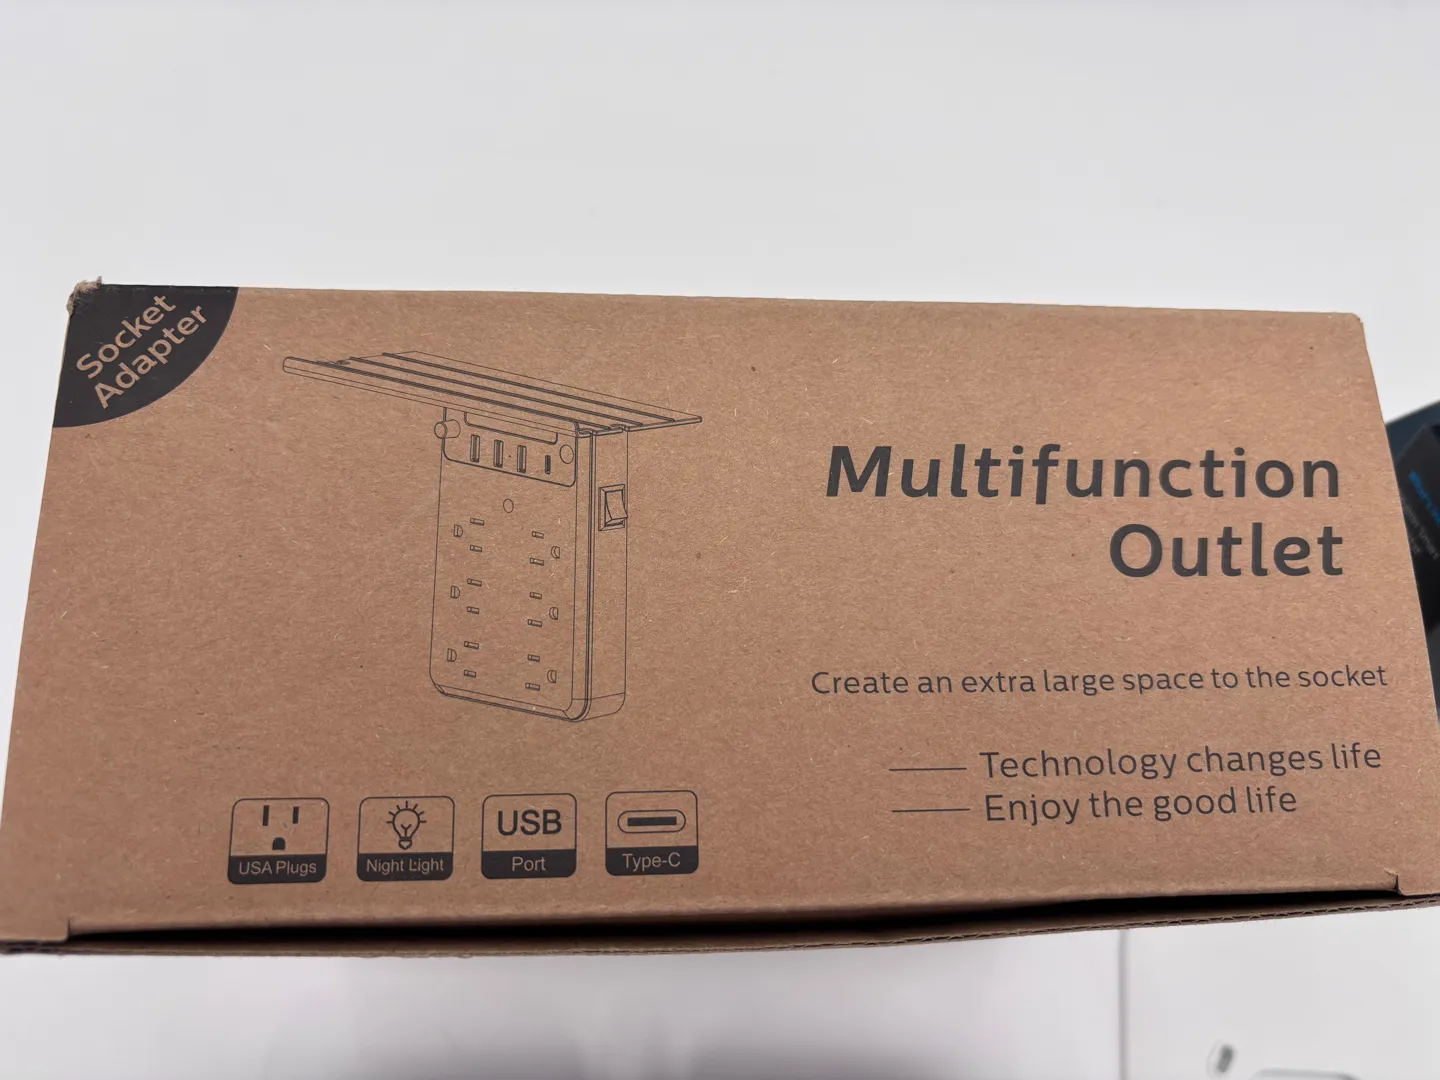 Socket
Adapter
Multifunction
Outlet
Create an extra large space to the socket
Technology changes life
Enjoy the good life
USA Plugs
Night Light
USB
Port
Type-C